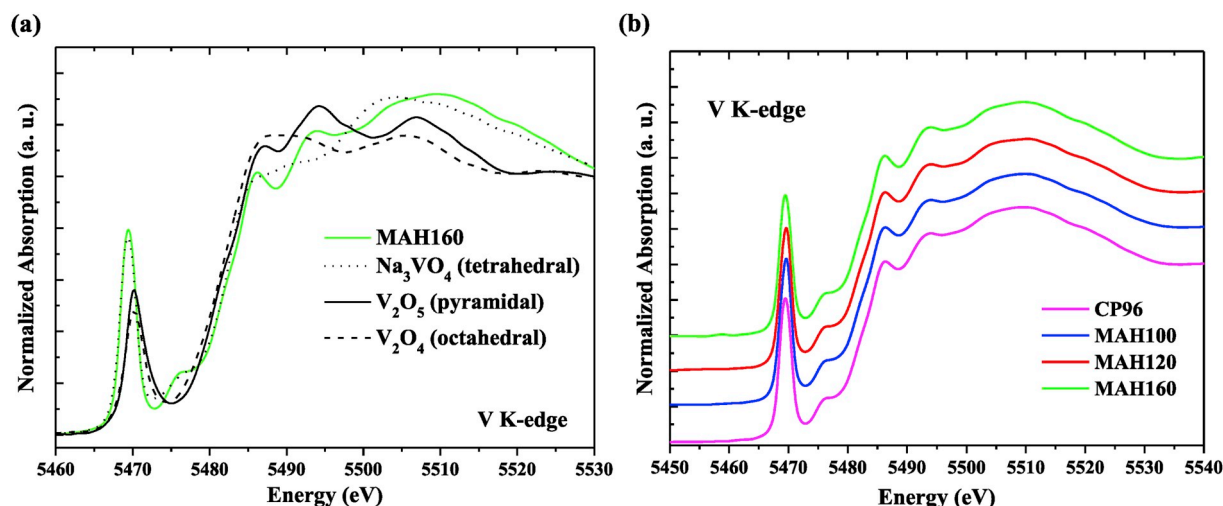 (a)
Normalized Absorption (a. u.)
MAH160
Na₃VO₄ (tetrahedral)
V₂O₅ (pyramidal)
V₂O₄ (octahedral)
V K-edge
5460 5470 5480 5490 5500 5510 5520 5530
Energy (eV)
(b)
Normalized Absorption (a. u.)
V K-edge
CP96
MAH100
MAH120
MAH160
5450 5460 5470 5480 5490 5500 5510 5520 5530 5540
Energy (eV)